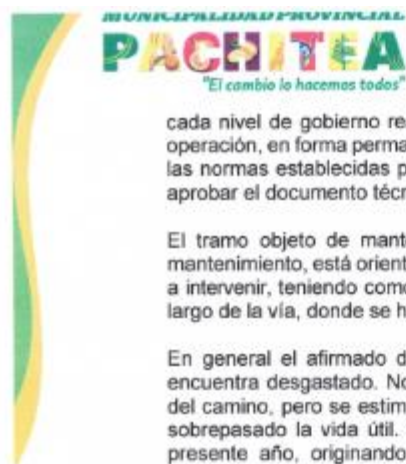 MUNICIPALIDAD PROVINCIAL
PACHITEA
"El cambio lo hacemos todos"
cada nivel de gobierno re
operación, en forma perma
las normas establecidas p
aprobar el documento técr
El tramo objeto de mant
mantenimiento, está orient
a intervenir, teniendo como
largo de la vía, donde se h
En general el afirmado d
encuentra desgastado. No
del camino, pero se estim
sobrepasado la vida útil.
presente año, originando